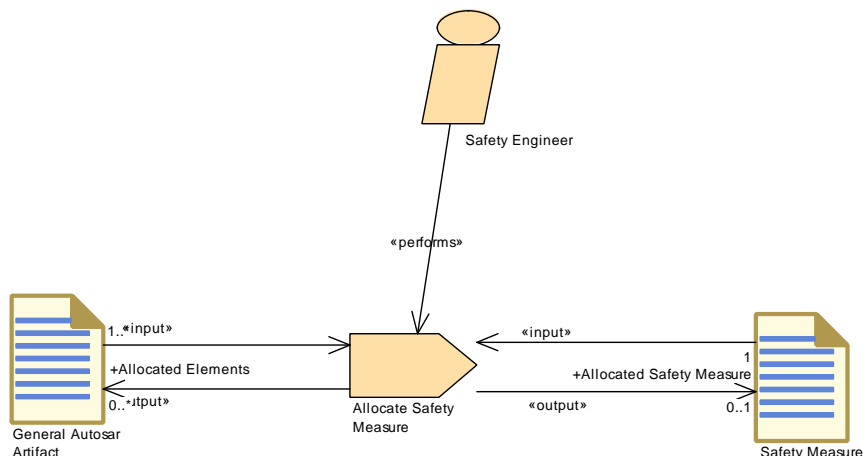 Safety Engineer
«performs»
1..*
«input»
«input»
1
+Allocated Elements
+Allocated Safety Measure
0..*
«output»
0..1
Allocate Safety
Measure
General Autosar
Artifact
Safety Measure